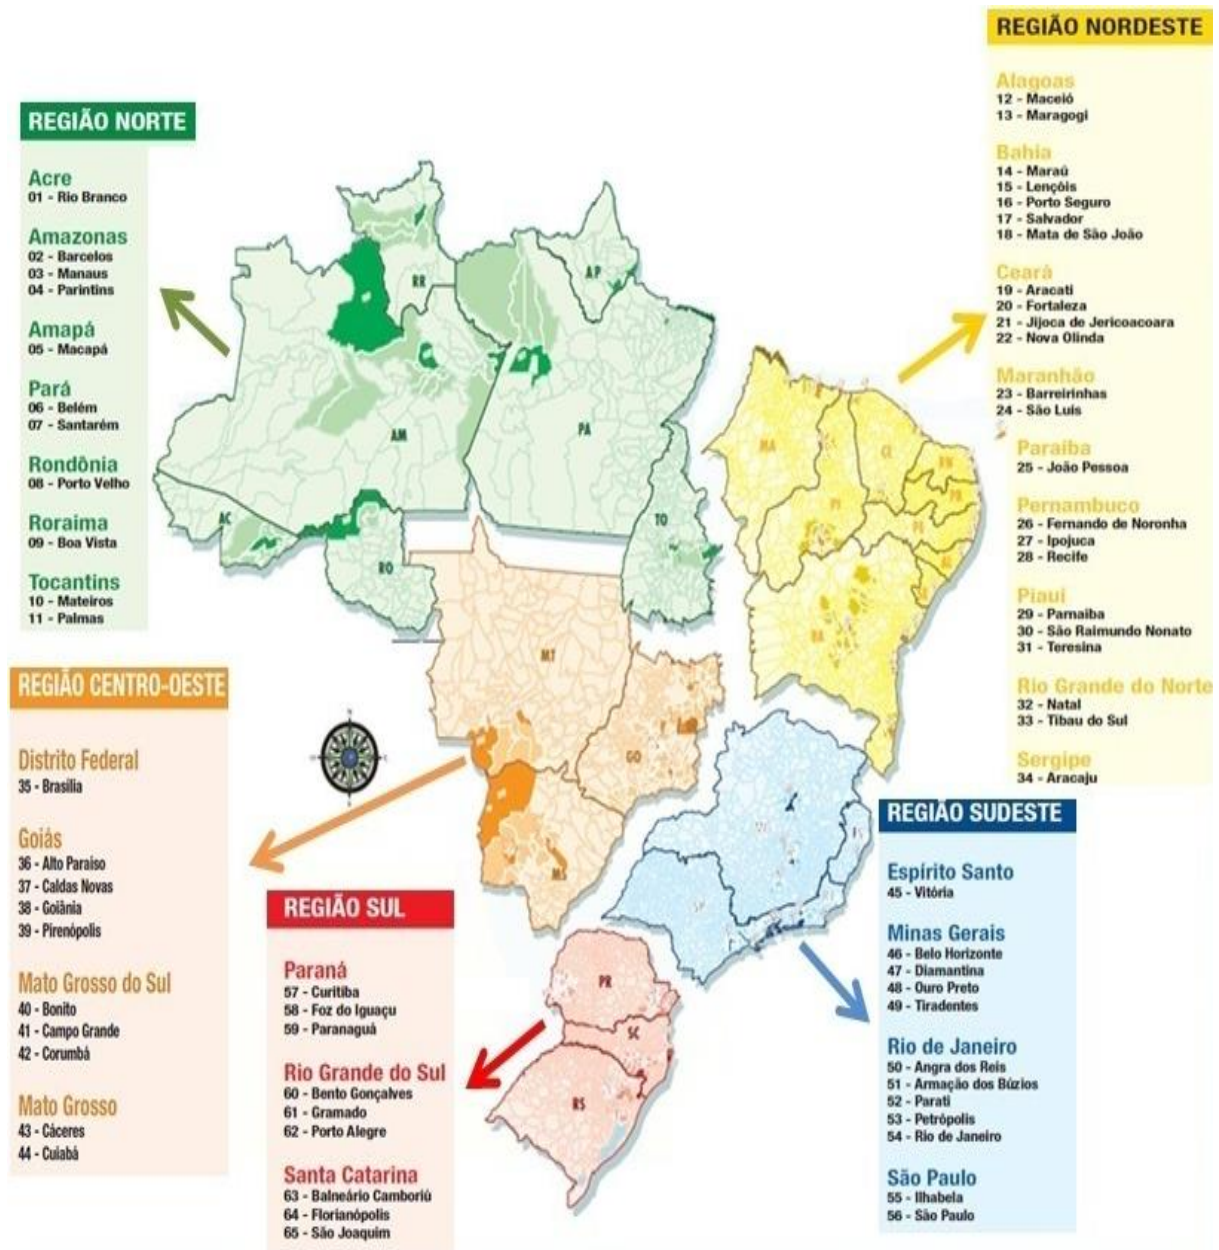 REGIÃO NORTE
Acre
01 - Rio Branco
Amazonas
02 - Barcelos
03 - Manaus
04 - Parintins
Amapá
05 - Macapá
Pará
06 - Belém
07 - Santarém
Rondônia
08 - Porto Velho
Roraima
09 - Boa Vista
Tocantins
10 - Mateiros
11 - Palmas
REGIÃO NORDESTE
Alagoas
12 - Maceió
13 - Maragogi
Bahia
14 - Maraú
15 - Lençóis
16 - Porto Seguro
17 - Salvador
18 - Mata de São João
Ceará
19 - Aracati
20 - Fortaleza
21 - Jijoca de Jericoacoara
22 - Nova Olinda
Maranhão
23 - Barreirinhas
24 - São Luis
Paraíba
25 - João Pessoa
Pernambuco
26 - Fernando de Noronha
27 - Ipojuca
28 - Recife
Piauí
29 - Parnaíba
30 - São Raimundo Nonato
31 - Teresina
Rio Grande do Norte
32 - Natal
33 - Tibau do Sul
Sergipe
34 - Aracaju
REGIÃO CENTRO-OESTE
Distrito Federal
35 - Brasília
Goiás
36 - Alto Paraiso
37 - Caldas Novas
38 - Goiânia
39 - Pirenópolis
Mato Grosso do Sul
40 - Bonito
41 - Campo Grande
42 - Corumbá
Mato Grosso
43 - Cáceres
44 - Cuiabá
REGIÃO SUDESTE
Espírito Santo
45 - Vitória
Minas Gerais
46 - Belo Horizonte
47 - Diamantina
48 - Ouro Preto
49 - Tiradentes
Rio de Janeiro
50 - Angra dos Reis
51 - Armação dos Búzios
52 - Parati
53 - Petrópolis
54 - Rio de Janeiro
São Paulo
55 - Ilhabela
56 - São Paulo
REGIÃO SUL
Paraná
57 - Curitiba
58 - Foz do Iguaçu
59 - Paranaguá
Rio Grande do Sul
60 - Bento Gonçalves
61 - Gramado
62 - Porto Alegre
Santa Catarina
63 - Balneário Camboriú
64 - Florianópolis
65 - São Joaquim
RR
AP
AM
PA
AC
RO
TO
MA
CE
RN
PB
PI
PE
BA
MT
GO
MS
SP
PR
SC
RS